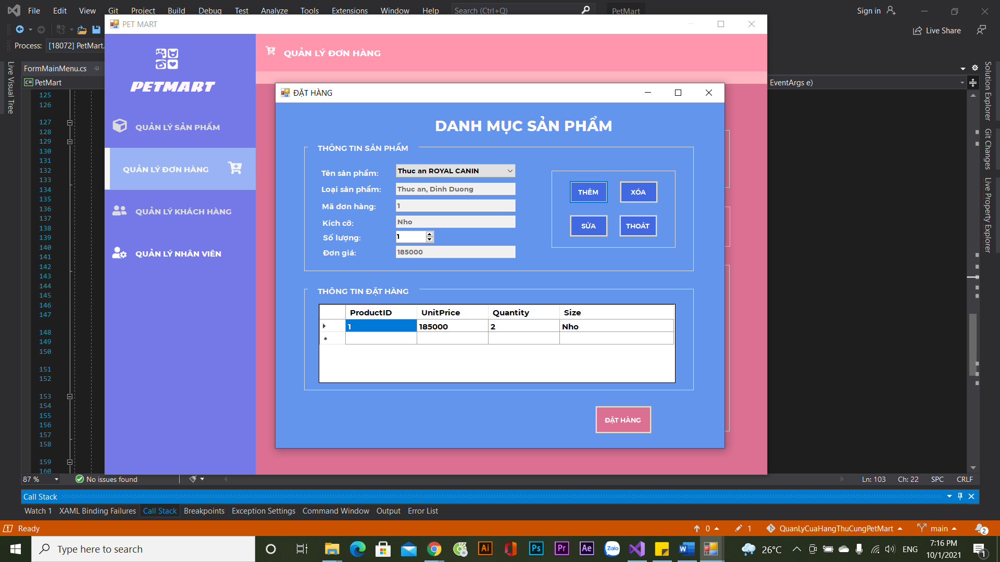 File Edit View Git Project Build Debug Test Analyze Tools Extensions Window Help Search (Ctrl+Q) PetMart Sign in
PET MART
Live Share
Process: [18072] PetMart.
PETMART
QUẢN LÝ SẢN PHẨM
QUẢN LÝ ĐƠN HÀNG
QUẢN LÝ KHÁCH HÀNG
QUẢN LÝ NHÂN VIÊN
QUẢN LÝ ĐƠN HÀNG
FormMainMenu.cs
PetMart
EventArgs e)
Live Visual Tree
Solution Explorer
Git Changes
Live Property Explorer
125
126
127
128
129
130
131
132
133
134
135
136
137
138
139
140
141
142
143
144
145
146
147
148
149
150
151
152
153
154
155
156
157
158
159
160
ĐẶT HÀNG
DANH MỤC SẢN PHẨM
THÔNG TIN SẢN PHẨM
Tên sản phẩm: Thuc an ROYAL CANIN
Loại sản phẩm: Thuc an, Dinh Duong
Mã đơn hàng: 1
Kích cỡ: Nho
Số lượng: 1
Đơn giá: 185000
THÊM XÓA
SỬA THOÁT
THÔNG TIN ĐẶT HÀNG
ProductID UnitPrice Quantity Size
1 185000 2 Nho
ĐẶT HÀNG
87 % No issues found Ln: 103 Ch: 22 SPC CRLF
Call Stack
Watch 1 XAML Binding Failures Call Stack Breakpoints Exception Settings Command Window Output Error List
Ready 0 1 QuanLyCuaHangThuCungPetMart main 2
Type here to search Ai Ps Pr Ae Zalo 26°C ENG 7:16 PM
10/1/2021 1